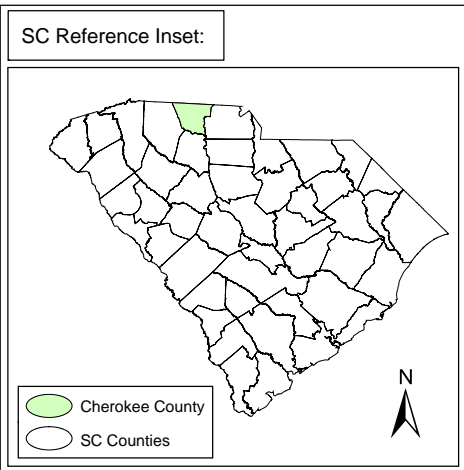 SC Reference Inset:
N
Cherokee County
SC Counties